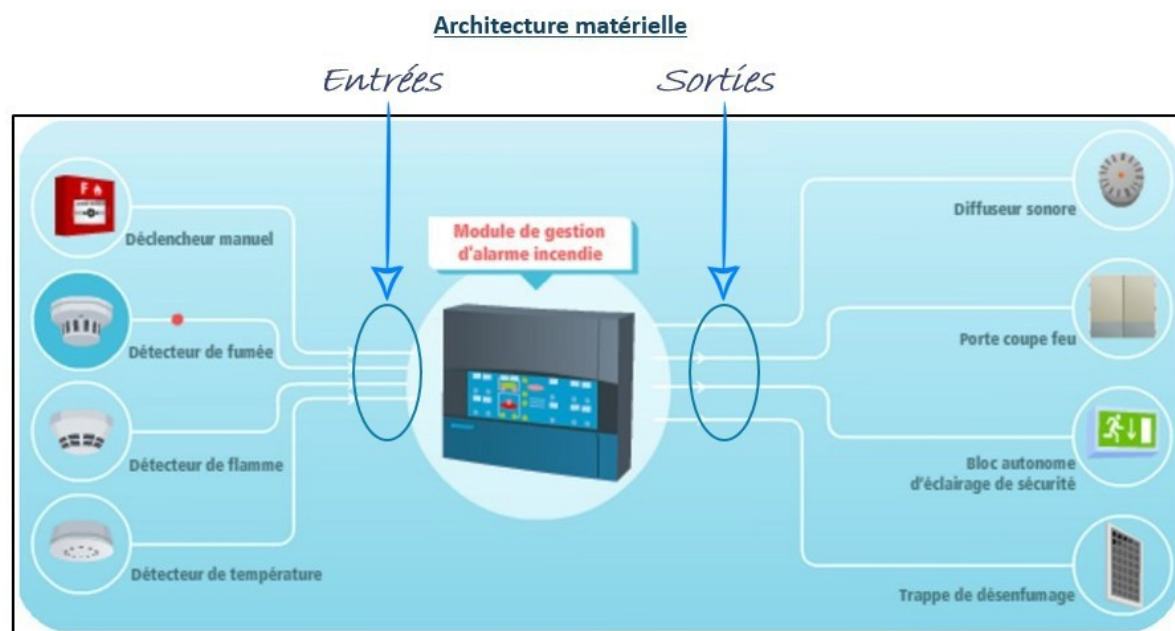 Architecture matérielle
Entrées
Sorties
F
Déclencheur manuel
Détecteur de fumée
Détecteur de flamme
Détecteur de température
Module de gestion
d'alarme incendie
Diffuseur sonore
Porte coupe feu
Bloc autonome
d'éclairage de sécurité
Trappe de désenfumage